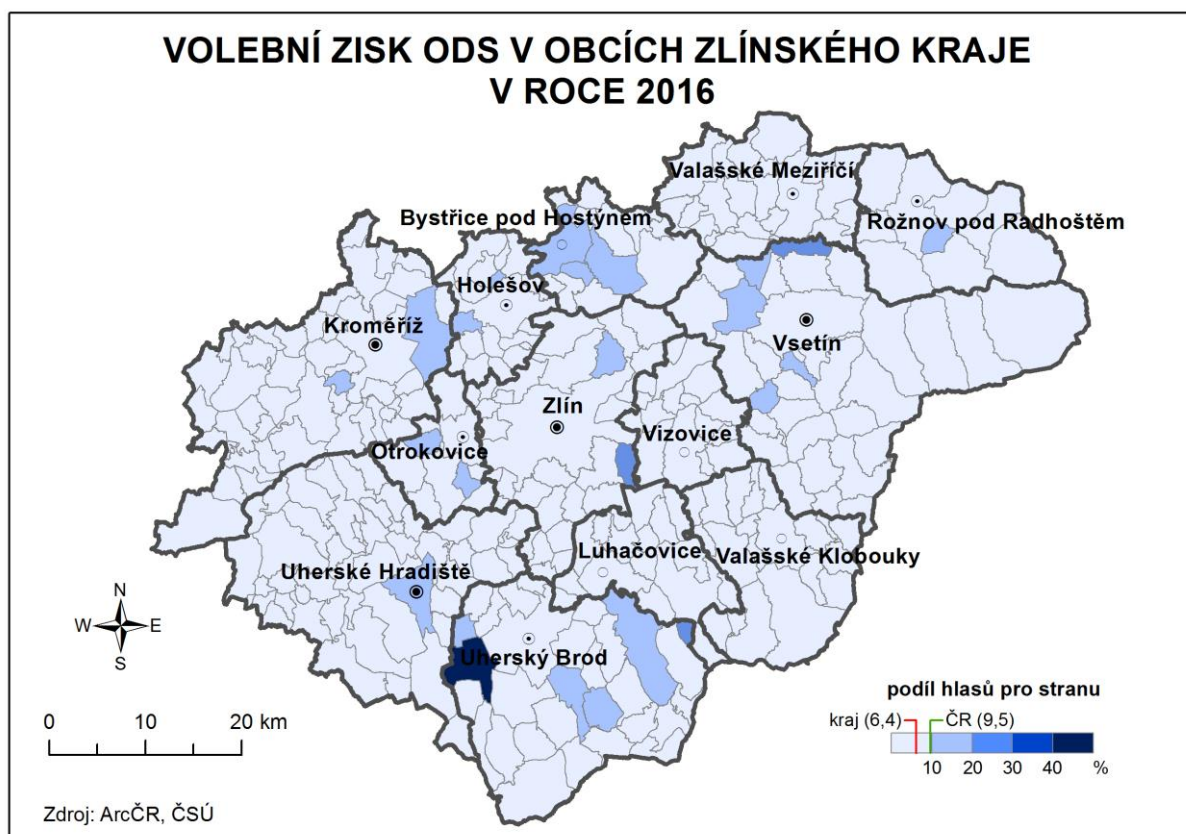 VOLEBNÍ ZISK ODS V OBCÍCH ZLÍNSKÉHO KRAJE
V ROCE 2016
Valašské Meziříčí
Bystřice pod Hostýnem
Rožnov pod Radhoštěm
Holešov
Kroměříž
Vsetín
Zlín
Vizovice
Otrokovice
Luhačovice
Valašské Klobouky
Uherské Hradiště
Uherský Brod
N
W E
S
0 10 20 km
podíl hlasů pro stranu
kraj (6,4) ČR (9,5)
10 20 30 40 %
Zdroj: ArcČR, ČSÚ